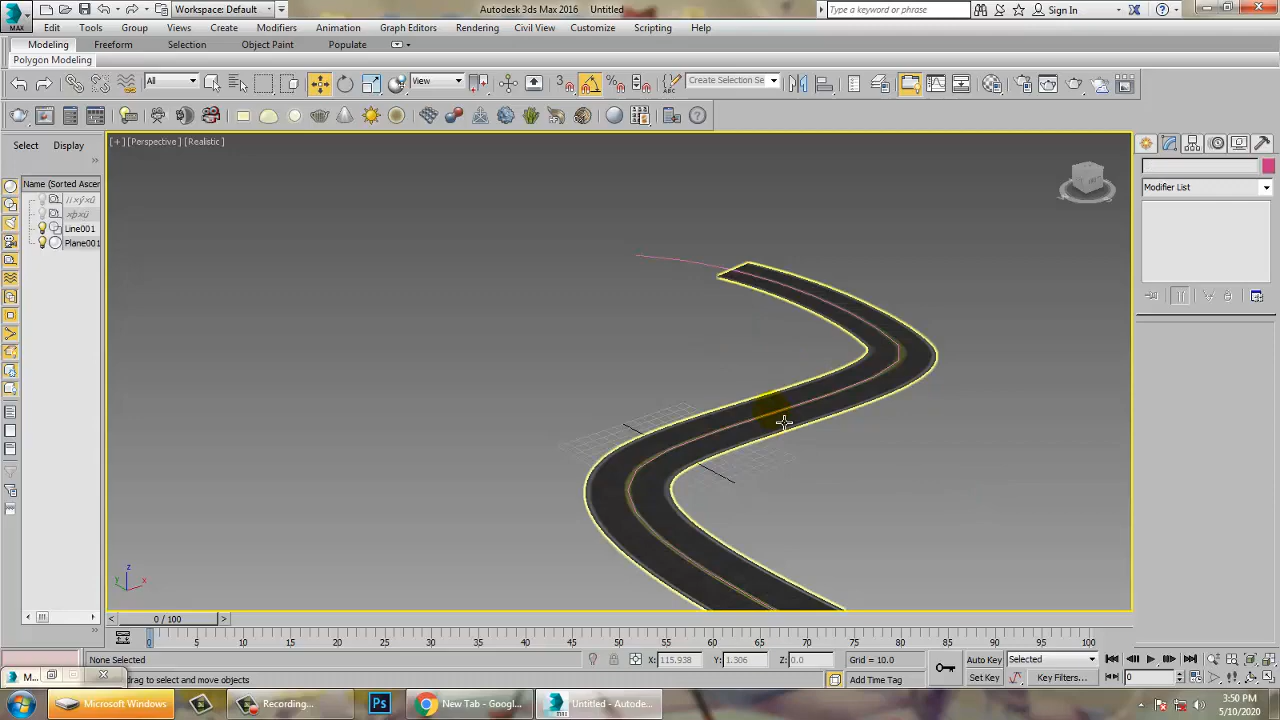 Workspace: Default
Autodesk 3ds Max 2016 Untitled
Type a keyword or phrase
Sign In
MAX
Edit Tools Group Views Create Modifiers Animation Graph Editors Rendering Civil View Customize Scripting Help
Modeling Freeform Selection Object Paint Populate
Polygon Modeling
All
View
Create Selection Se
Select Display
[+] [Perspective] [Realistic]
Name (Sorted Ascen
Line001
Plane001
Modifier List
0 / 100
0 5 10 15 20 25 30 35 40 45 50 55 60 65 70 75 80 85 90 95 100
None Selected
X: 115.938 Y: 1.306 Z: 0.0
Grid = 10.0
Auto Key
Selected
M...
drag to select and move objects
Add Time Tag
Set Key
Key Filters...
0
Microsoft Windows
Recording...
Ps
New Tab - Googl...
Untitled - Autode...
3:50 PM
5/10/2020